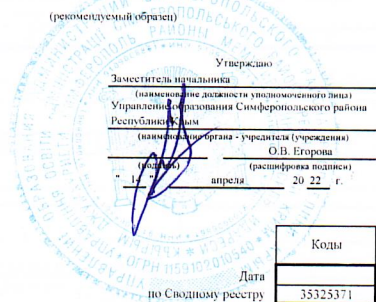 (рекомендуемый образец)
Утверждаю
Заместитель начальника
(наименование должности уполномоченного лица)
Управление образования Симферопольского района
Республики Крым
(наименование органа - учредителя (учреждения)
О.В. Егорова
(подпись) (расшифровка подписи)
" 14 " апреля 20 22 г.
Коды
Дата
по Сводному реестру 35325371